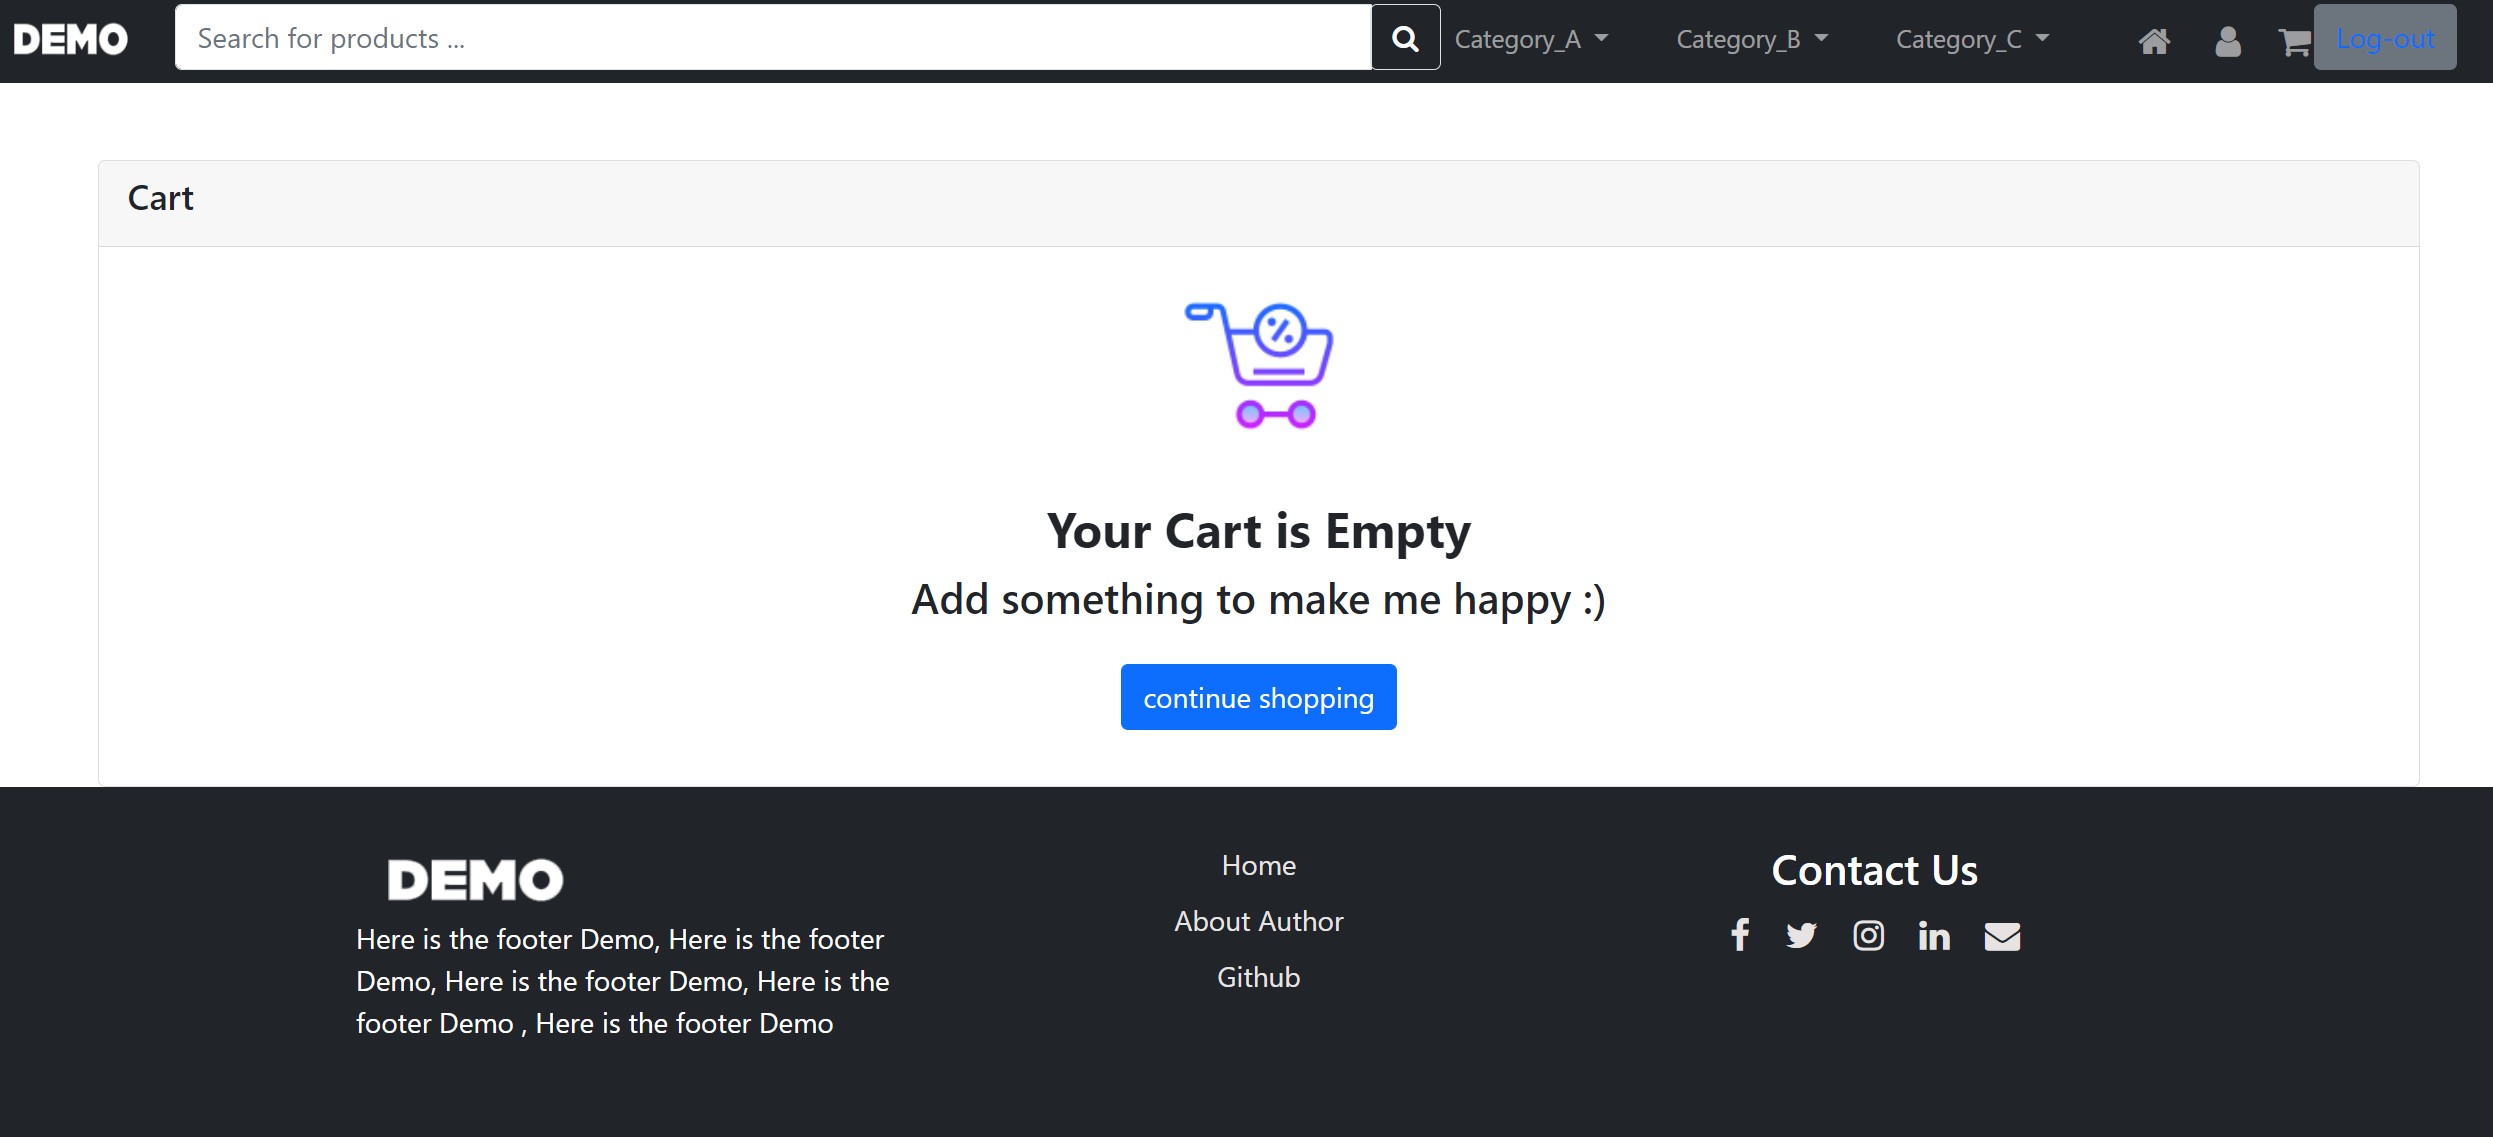 DEMO
Search for products ...
Category_A
Category_B
Category_C
Log-out
Cart
%
Your Cart is Empty
Add something to make me happy :)
continue shopping
DEMO
Here is the footer Demo, Here is the footer
Demo, Here is the footer Demo, Here is the
footer Demo , Here is the footer Demo
Home
About Author
Github
Contact Us